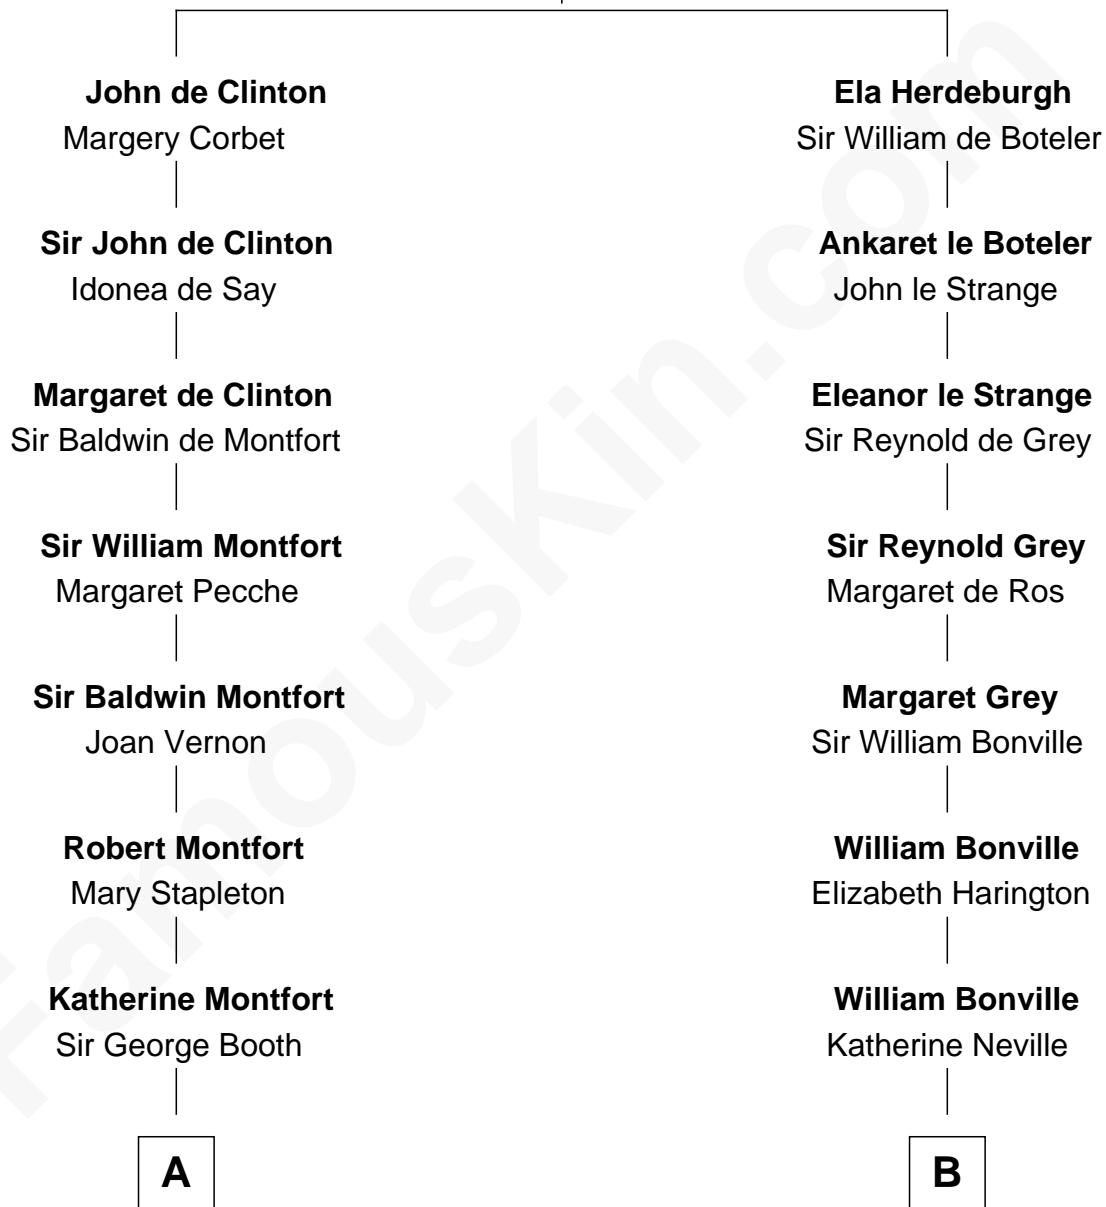 John de Clinton
Margery Corbet
Sir John de Clinton
Idonea de Say
Margaret de Clinton
Sir Baldwin de Montfort
Sir William Montfort
Margaret Pecche
Sir Baldwin Montfort
Joan Vernon
Robert Montfort
Mary Stapleton
Katherine Montfort
Sir George Booth
A
Ela Herdeburgh
Sir William de Boteler
Ankaret le Boteler
John le Strange
Eleanor le Strange
Sir Reynold de Grey
Sir Reynold Grey
Margaret de Ros
Margaret Grey
Sir William Bonville
William Bonville
Elizabeth Harington
William Bonville
Katherine Neville
B
FamousKin.com